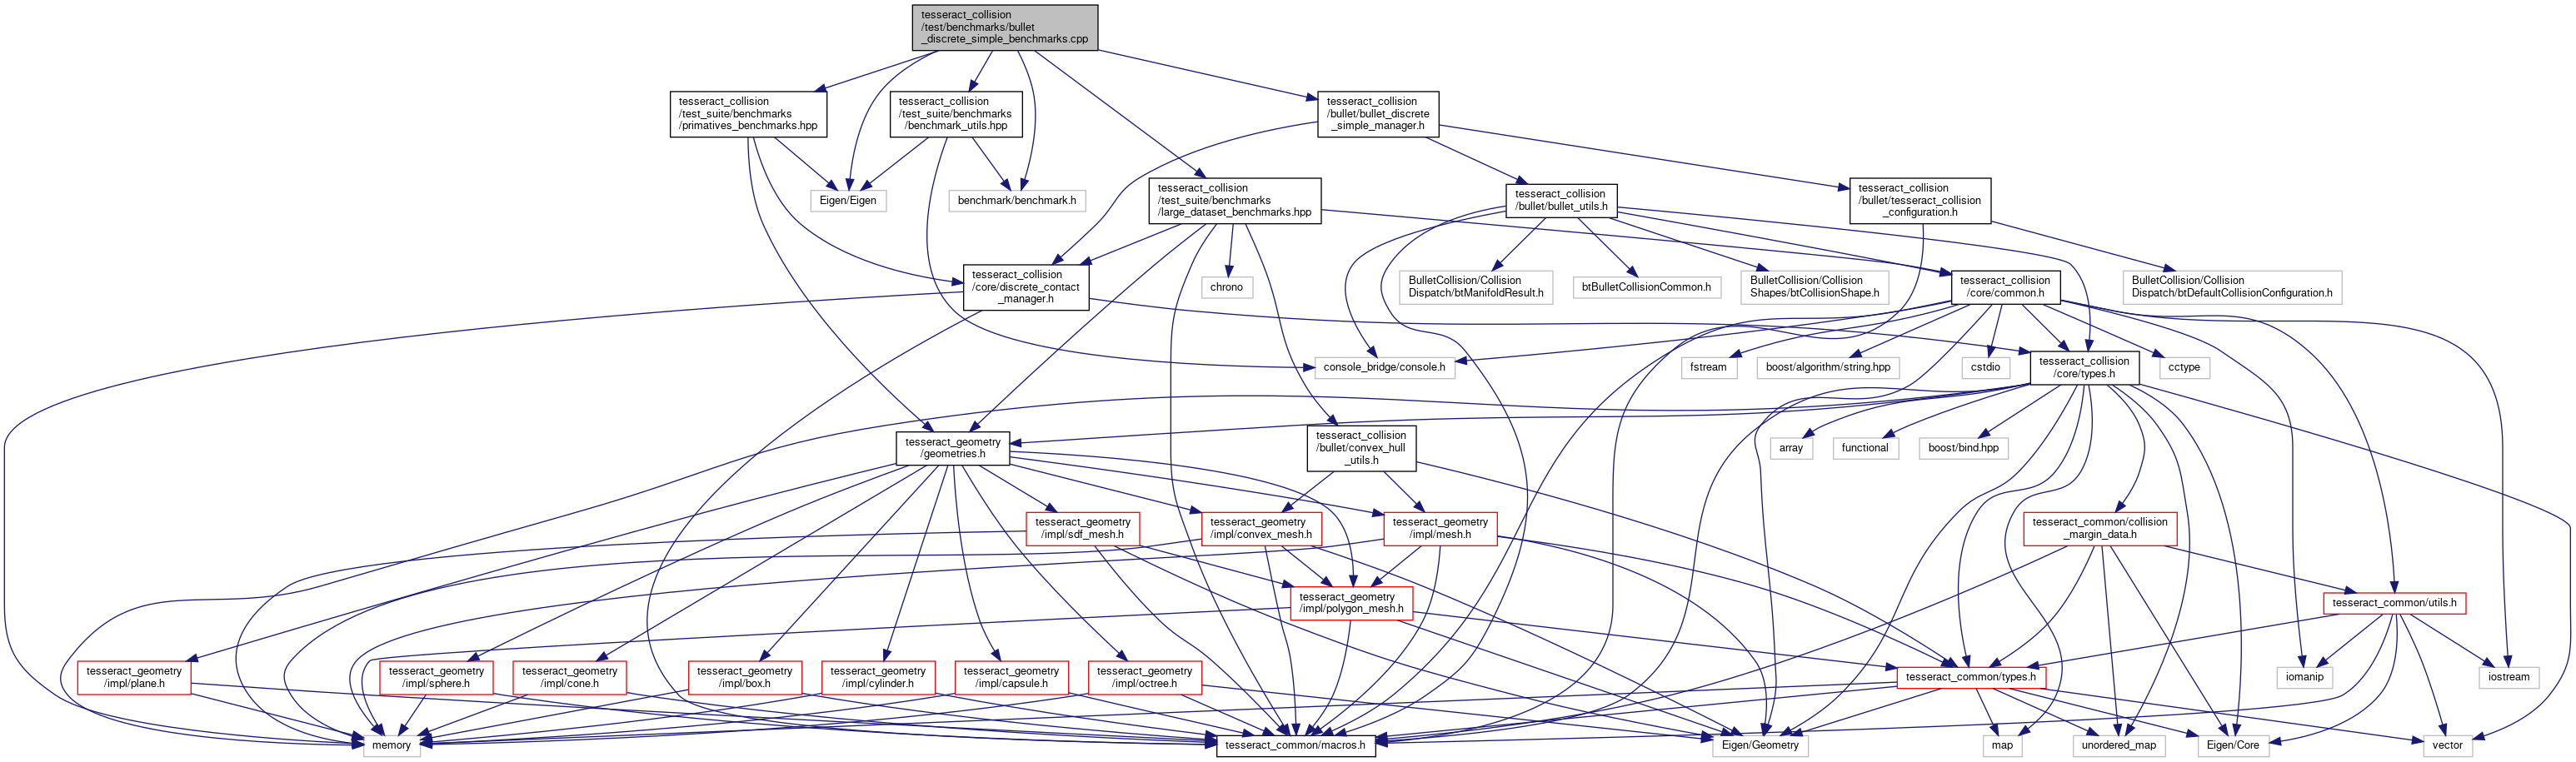 tesseract_collision
/test/benchmarks/bullet
_discrete_simple_benchmarks.cpp
tesseract_collision
/test_suite/benchmarks
/primatives_benchmarks.hpp
tesseract_collision
/test_suite/benchmarks
/benchmark_utils.hpp
tesseract_collision
/bullet/bullet_discrete
_simple_manager.h
Eigen/Eigen
benchmark/benchmark.h
tesseract_collision
/test_suite/benchmarks
/large_dataset_benchmarks.hpp
tesseract_collision
/bullet/bullet_utils.h
tesseract_collision
/bullet/tesseract_collision
_configuration.h
tesseract_collision
/core/discrete_contact
_manager.h
chrono
BulletCollision/Collision
Dispatch/btManifoldResult.h
btBulletCollisionCommon.h
BulletCollision/Collision
Shapes/btCollisionShape.h
tesseract_collision
/core/common.h
BulletCollision/Collision
Dispatch/btDefaultCollisionConfiguration.h
console_bridge/console.h
fstream
boost/algorithm/string.hpp
cstdio
tesseract_collision
/core/types.h
cctype
tesseract_geometry
/geometries.h
tesseract_collision
/bullet/convex_hull
_utils.h
array
functional
boost/bind.hpp
tesseract_geometry
/impl/sdf_mesh.h
tesseract_geometry
/impl/convex_mesh.h
tesseract_geometry
/impl/mesh.h
tesseract_common/collision
_margin_data.h
tesseract_geometry
/impl/polygon_mesh.h
tesseract_common/utils.h
tesseract_geometry
/impl/plane.h
tesseract_geometry
/impl/sphere.h
tesseract_geometry
/impl/cone.h
tesseract_geometry
/impl/box.h
tesseract_geometry
/impl/cylinder.h
tesseract_geometry
/impl/capsule.h
tesseract_geometry
/impl/octree.h
tesseract_common/types.h
iomanip
iostream
memory
tesseract_common/macros.h
Eigen/Geometry
map
unordered_map
Eigen/Core
vector